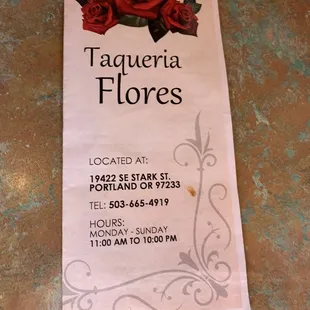 Taqueria
Flores
LOCATED AT:
19422 SE STARK ST.
PORTLAND OR 97233
TEL: 503-665-4919
HOURS:
MONDAY - SUNDAY
11:00 AM TO 10:00 PM